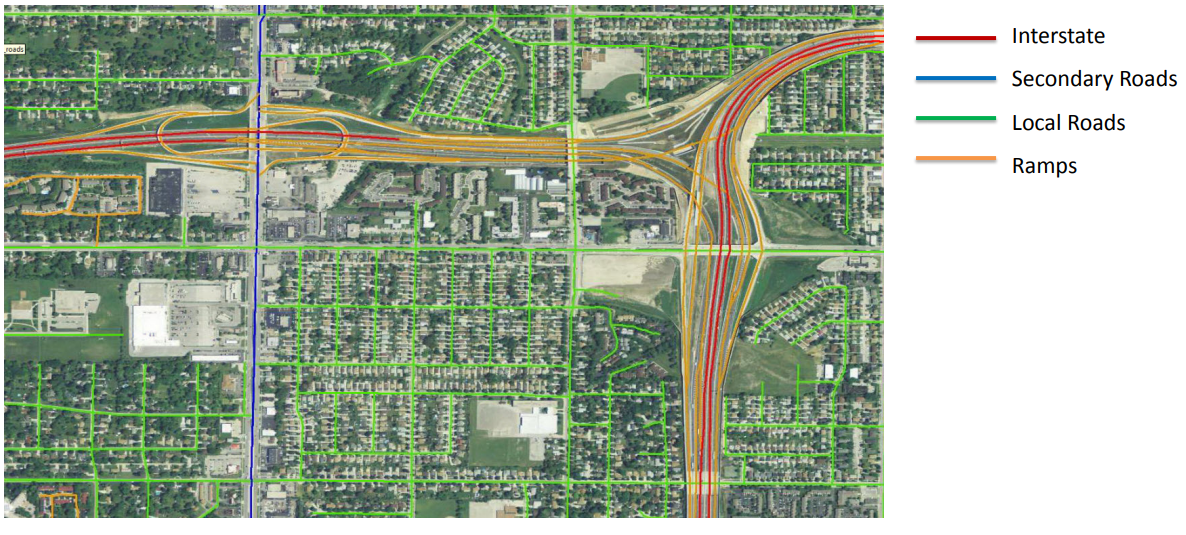 _roads
Interstate
Secondary Roads
Local Roads
Ramps